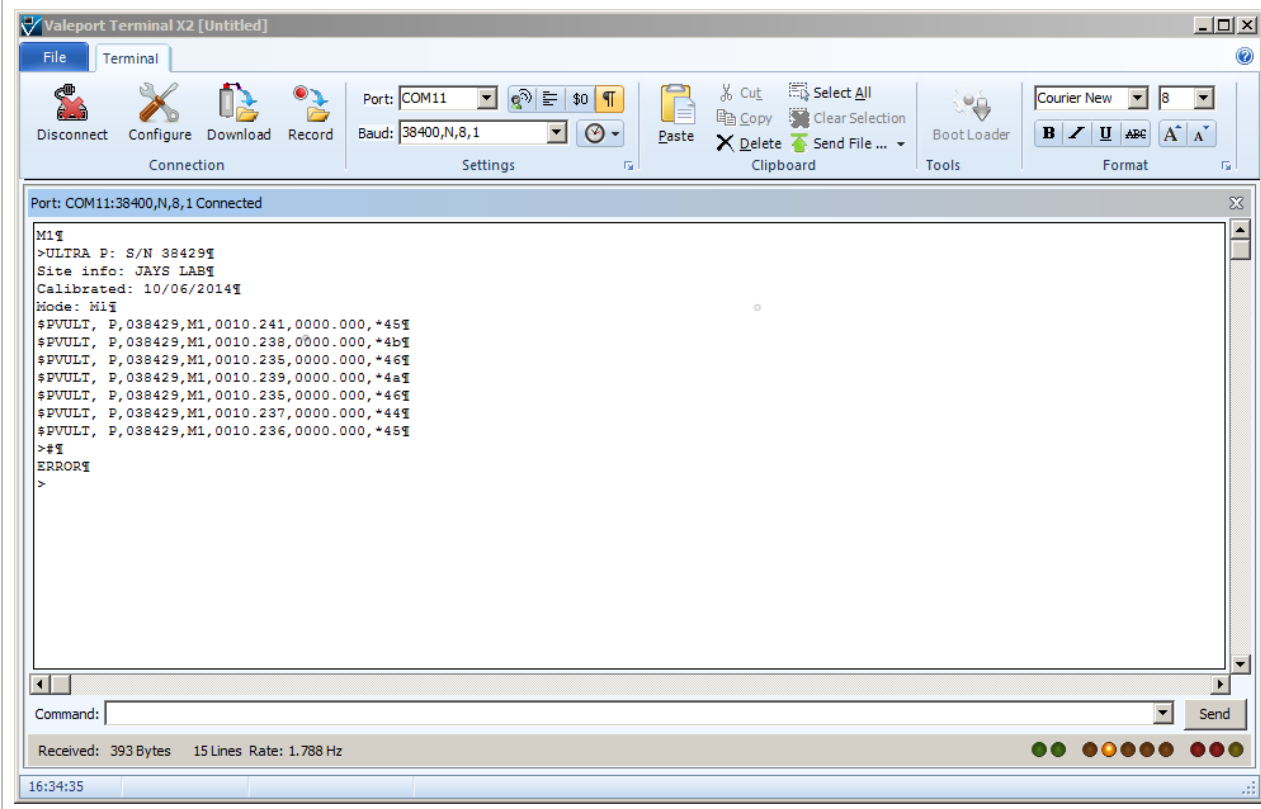 Valeport Terminal X2 [Untitled]
File Terminal
Disconnect Configure Download Record
Connection
Port: COM11 $0 ¶
Baud: 38400,N,8,1
Settings
Paste
Cut
Copy
Delete
Select All
Clear Selection
Send File ...
Clipboard
Boot Loader
Tools
Courier New 8
B I U ABC A A
Format
Port: COM11:38400,N,8,1 Connected
M1¶
>ULTRA P: S/N 38429¶
Site info: JAYS LAB¶
Calibrated: 10/06/2014¶
Mode: M1¶
$PVULT, P,038429,M1,0010.241,0000.000,*45¶
$PVULT, P,038429,M1,0010.238,0000.000,*4b¶
$PVULT, P,038429,M1,0010.235,0000.000,*46¶
$PVULT, P,038429,M1,0010.239,0000.000,*4a¶
$PVULT, P,038429,M1,0010.235,0000.000,*46¶
$PVULT, P,038429,M1,0010.237,0000.000,*44¶
$PVULT, P,038429,M1,0010.236,0000.000,*45¶
>#¶
ERROR¶
>
Command: Send
Received: 393 Bytes 15 Lines Rate: 1.788 Hz
16:34:35